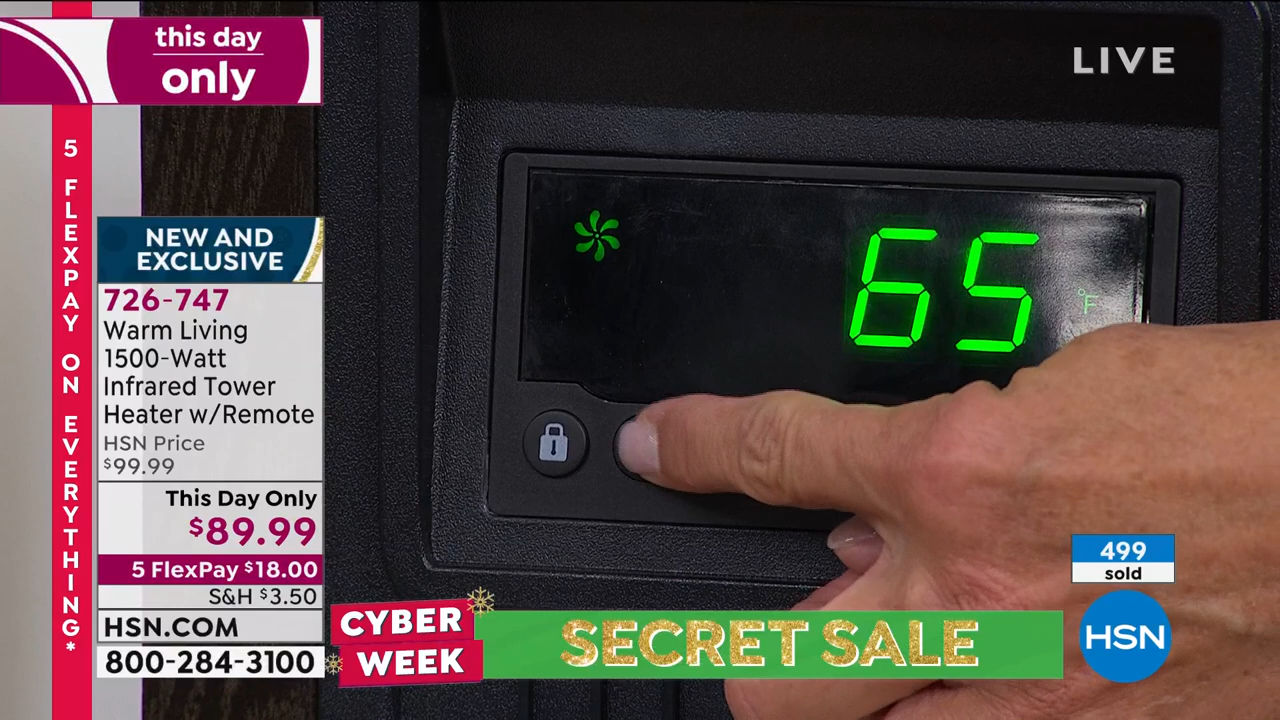 this day
only
LIVE
5 FLEXPAY ON EVERYTHING*
NEW AND
EXCLUSIVE
726-747
Warm Living
1500-Watt
Infrared Tower
Heater w/Remote
HSN Price
$99.99
This Day Only
$89.99
5 FlexPay $18.00
S&H $3.50
HSN.COM
800-284-3100
65
°F
CYBER
WEEK
SECRET SALE
499
sold
HSN